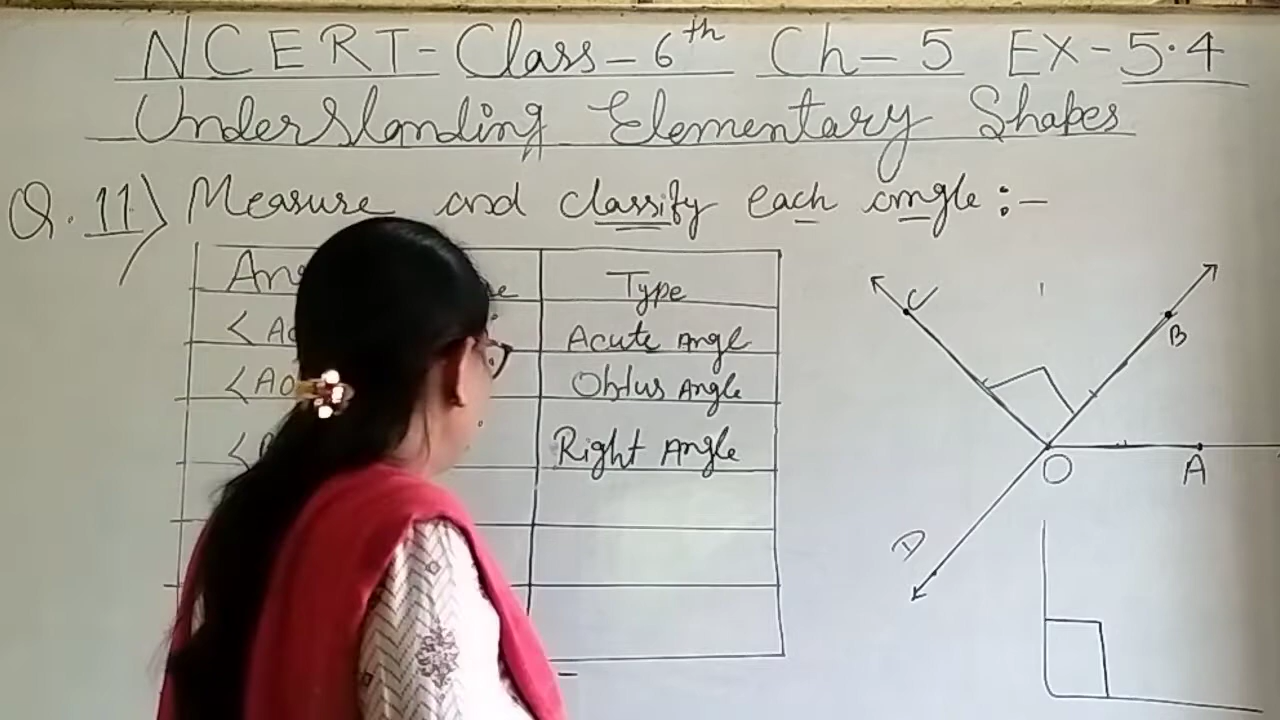 NCERT- Class - 6th Ch - 5 EX - 5.4
Understanding Elementary Shapes
Q. 11) Measure and classify each angle :-
Type
Acute Angle
Obtus Angle
Right Angle
C
B
O
A
D